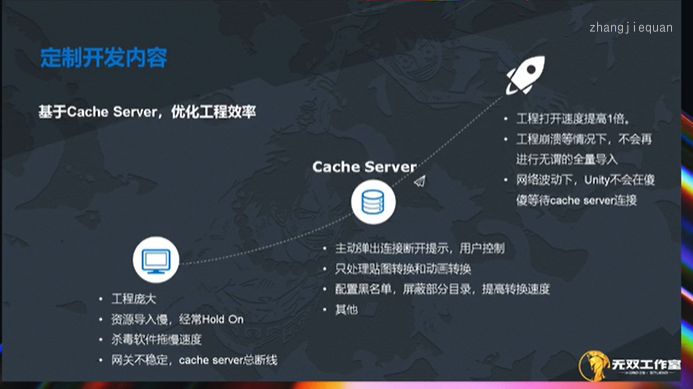 zhangjiequan
定制开发内容
基于Cache Server，优化工程效率
• 工程打开速度提高1倍。
• 工程崩溃等情况下，不会再
进行无谓的全量导入
• 网络波动下，Unity不会在傻
傻等待cache server连接
Cache Server
• 主动弹出连接断开提示，用户控制
• 只处理贴图转换和动画转换
• 配置黑名单，屏蔽部分目录，提高转换速度
• 其他
• 工程庞大
• 资源导入慢，经常Hold On
• 杀毒软件拖慢速度
• 网关不稳定，cache server总断线
无双工作室